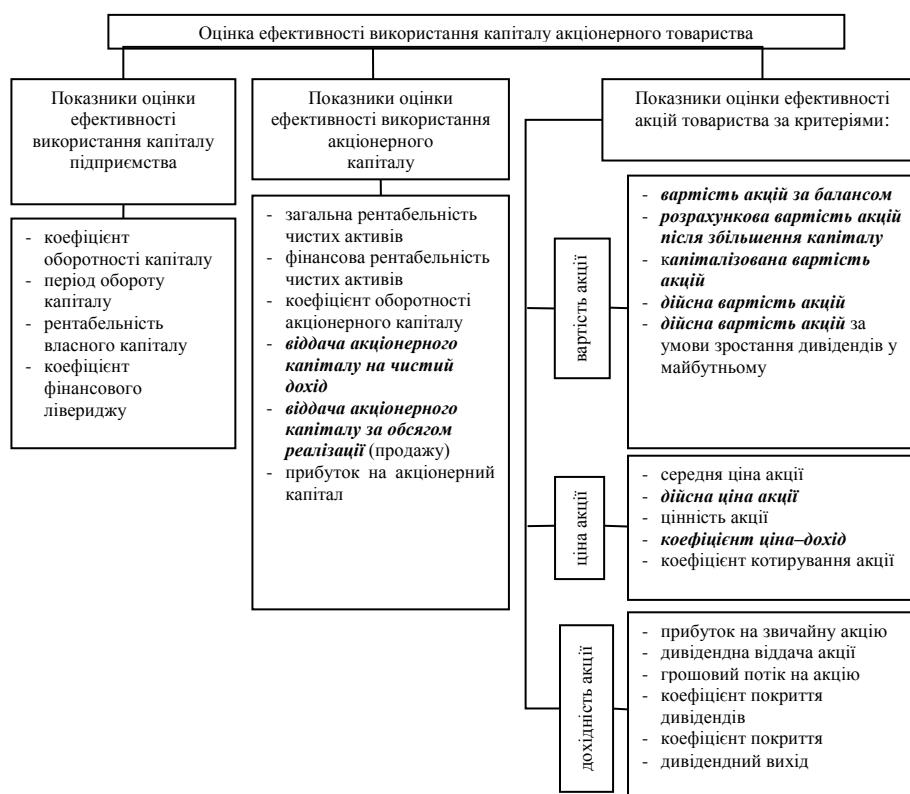 Оцінка ефективності використання капіталу акціонерного товариства
Показники оцінки
ефективності
використання капіталу
підприємства
Показники оцінки
ефективності використання
акціонерного
капіталу
Показники оцінки ефективності
акцій товариства за критеріями:
- коефіцієнт
оборотності капіталу
- період обороту
капіталу
- рентабельність
власного капіталу
- коефіцієнт
фінансового
лівериджу
- загальна рентабельність
чистих активів
- фінансова рентабельність
чистих активів
- коефіцієнт оборотності
акціонерного капіталу
- віддача акціонерного
капіталу на чистий
дохід
- віддача акціонерного
капіталу за обсягом
реалізації (продажу)
- прибуток на акціонерний
капітал
вартість акції
- вартість акцій за балансом
- розрахункова вартість акцій
після збільшення капіталу
- капіталізована вартість
акцій
- дійсна вартість акцій
- дійсна вартість акцій за
умови зростання дивідендів у
майбутньому
ціна акції
- середня ціна акції
- дійсна ціна акції
- цінність акції
- коефіцієнт ціна–дохід
- коефіцієнт котирування акції
дохідність акції
- прибуток на звичайну акцію
- дивідендна віддача акції
- грошовий потік на акцію
- коефіцієнт покриття
дивідендів
- коефіцієнт покриття
- дивідендний вихід